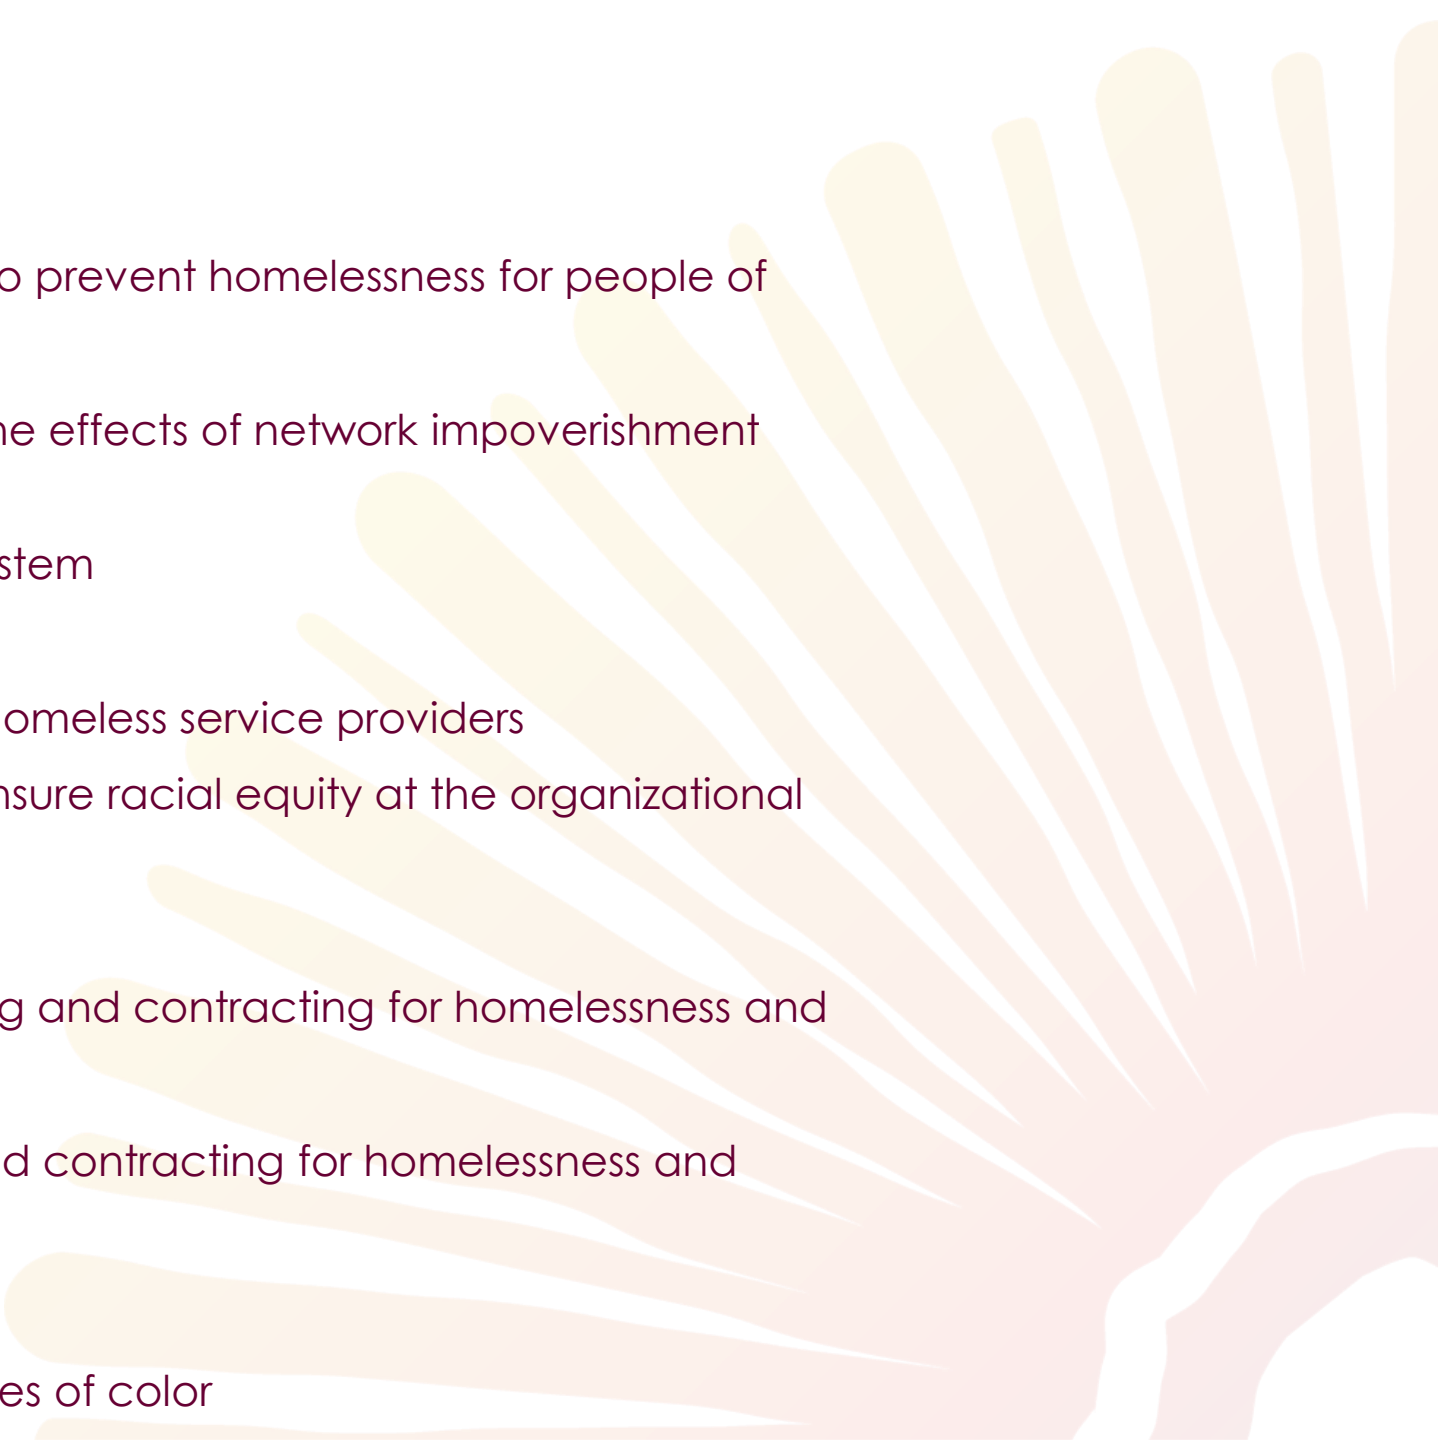 o prevent homelessness for people of
he effects of network impoverishment
stem
omeless service providers
nsure racial equity at the organizational
g and contracting for homelessness and
d contracting for homelessness and
es of color